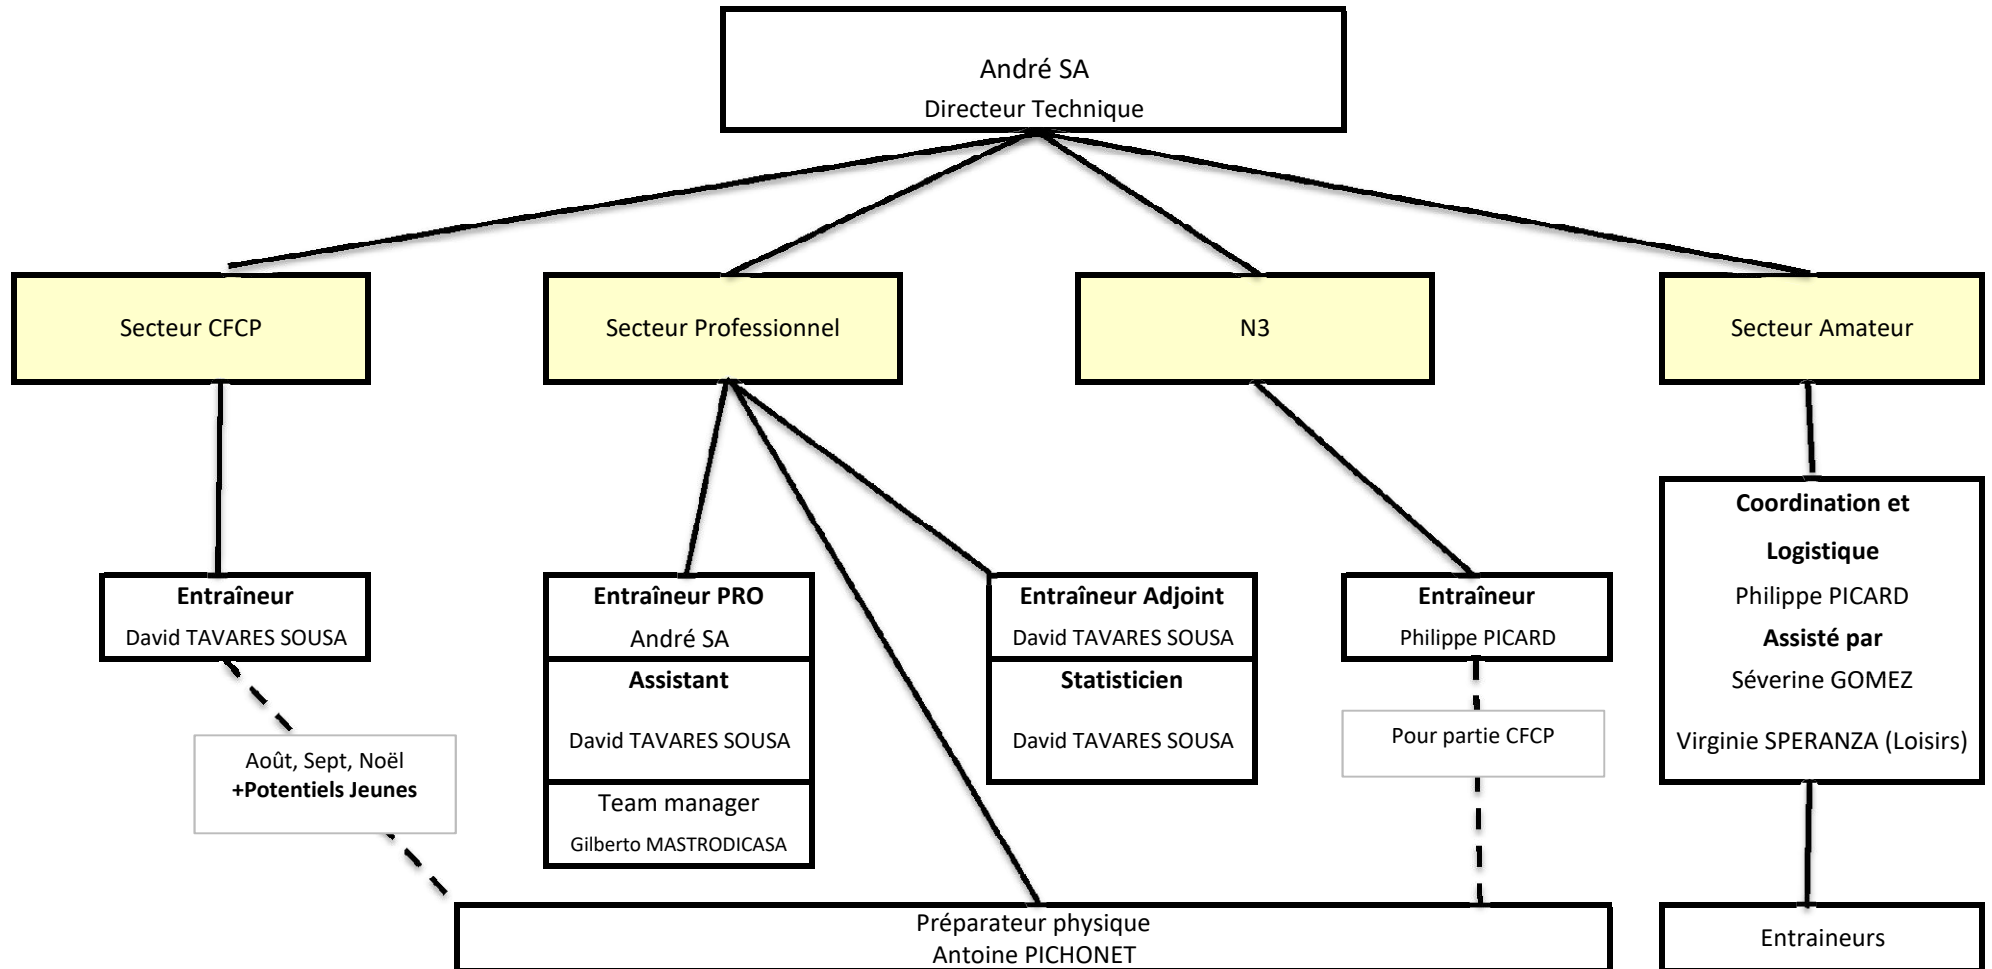 André SA
Directeur Technique
Secteur CFCP
Secteur Professionnel
N3
Secteur Amateur
Entraîneur
David TAVARES SOUSA
Août, Sept, Noël
+Potentiels Jeunes
Entraîneur PRO
André SA
Assistant
David TAVARES SOUSA
Team manager
Gilberto MASTRODICASA
Entraîneur Adjoint
David TAVARES SOUSA
Statisticien
David TAVARES SOUSA
Entraîneur
Philippe PICARD
Pour partie CFCP
Coordination et
Logistique
Philippe PICARD
Assisté par
Séverine GOMEZ
Virginie SPERANZA (Loisirs)
Préparateur physique
Antoine PICHONET
Entraineurs